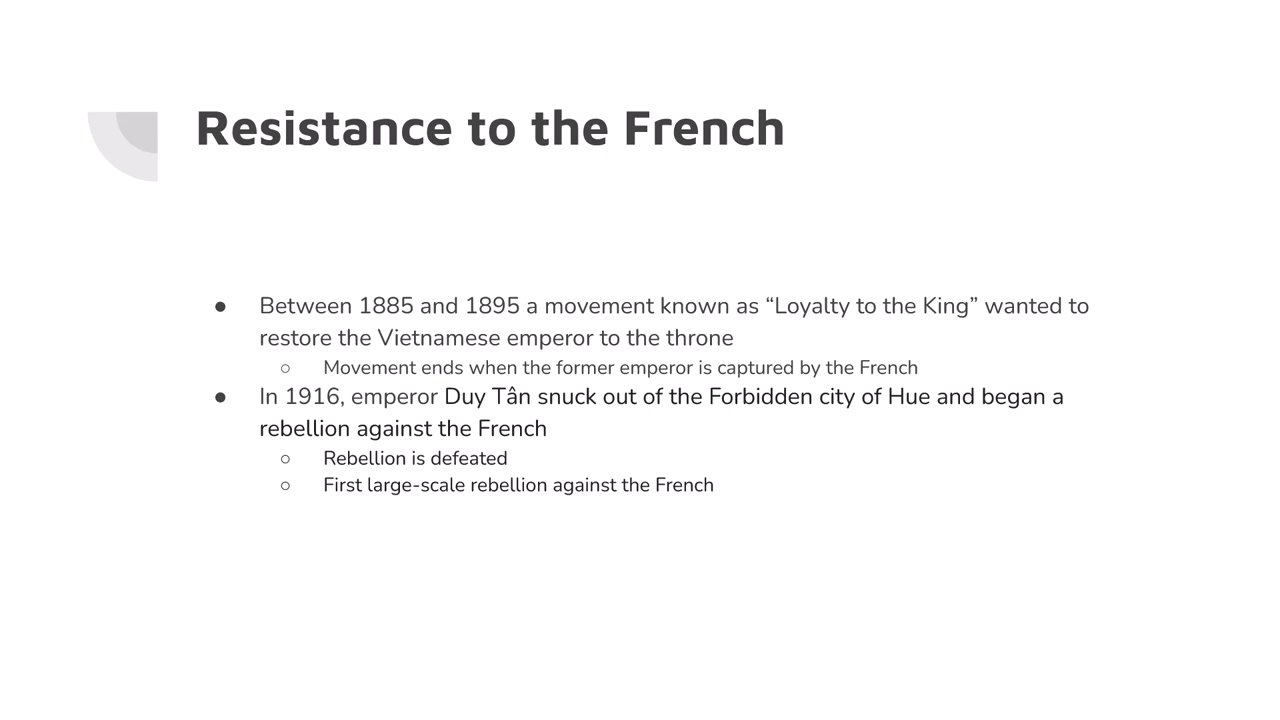 Resistance to the French
● Between 1885 and 1895 a movement known as “Loyalty to the King” wanted to
restore the Vietnamese emperor to the throne
○ Movement ends when the former emperor is captured by the French
● In 1916, emperor Duy Tân snuck out of the Forbidden city of Hue and began a
rebellion against the French
○ Rebellion is defeated
○ First large-scale rebellion against the French